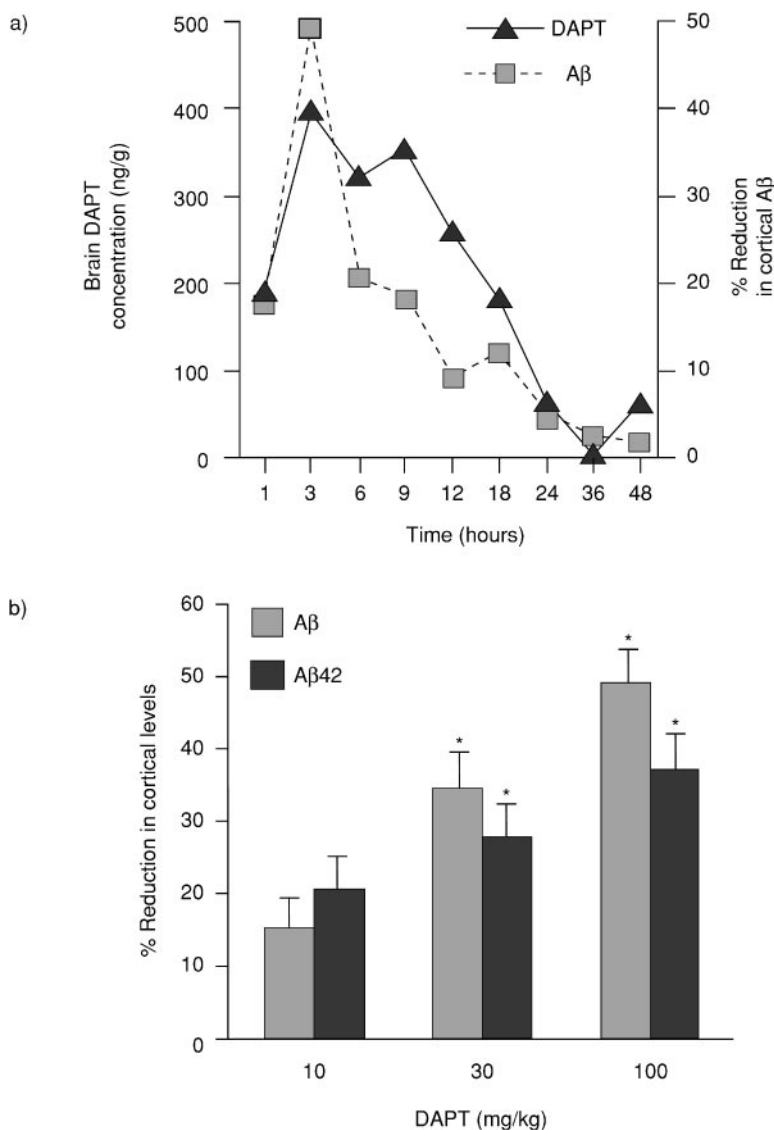 a)
DAPT
Aβ
Brain DAPT
concentration (ng/g)
500
400
300
200
100
0
50
40
30
20
10
0
% Reduction
in cortical Aβ
1 3 6 9 12 18 24 36 48
Time (hours)
b)
Aβ
Aβ42
% Reduction in cortical levels
60
50
40
30
20
10
0
* * * *
10 30 100
DAPT (mg/kg)